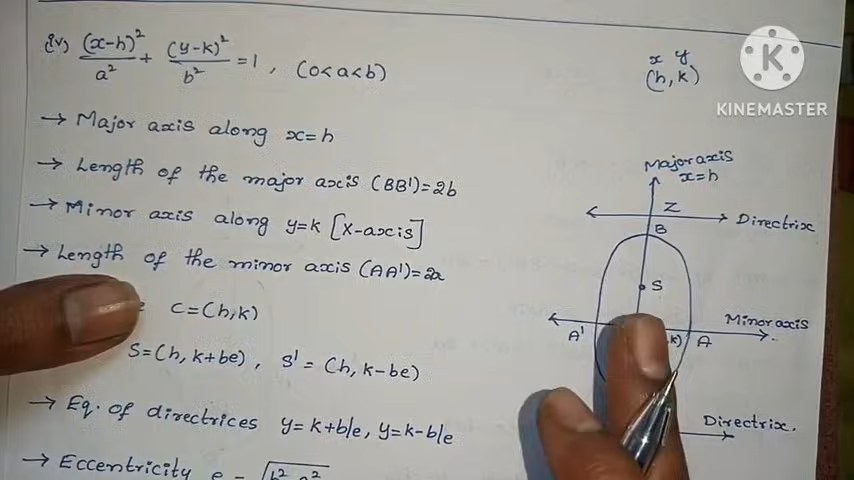 (iv) (x-h)²/a² + (y-k)²/b² = 1, (0<a<b)
→ Major axis along x=h
→ Length of the major axis (BB')=2b
→ Minor axis along y=k [X-axis]
→ Length of the minor axis (AA')=2a
C=(h,k)
S=(h, k+be), S'=(h, k-be)
→ Eq. of directrices y=k+b/e, y=k-b/e
→ Eccentricity e = √b²-a²
x y
(h,k)
KINEMASTER
Major axis
x=h
Z
Directrix
B
S
Minor axis
A'
k)
A
Directrix.